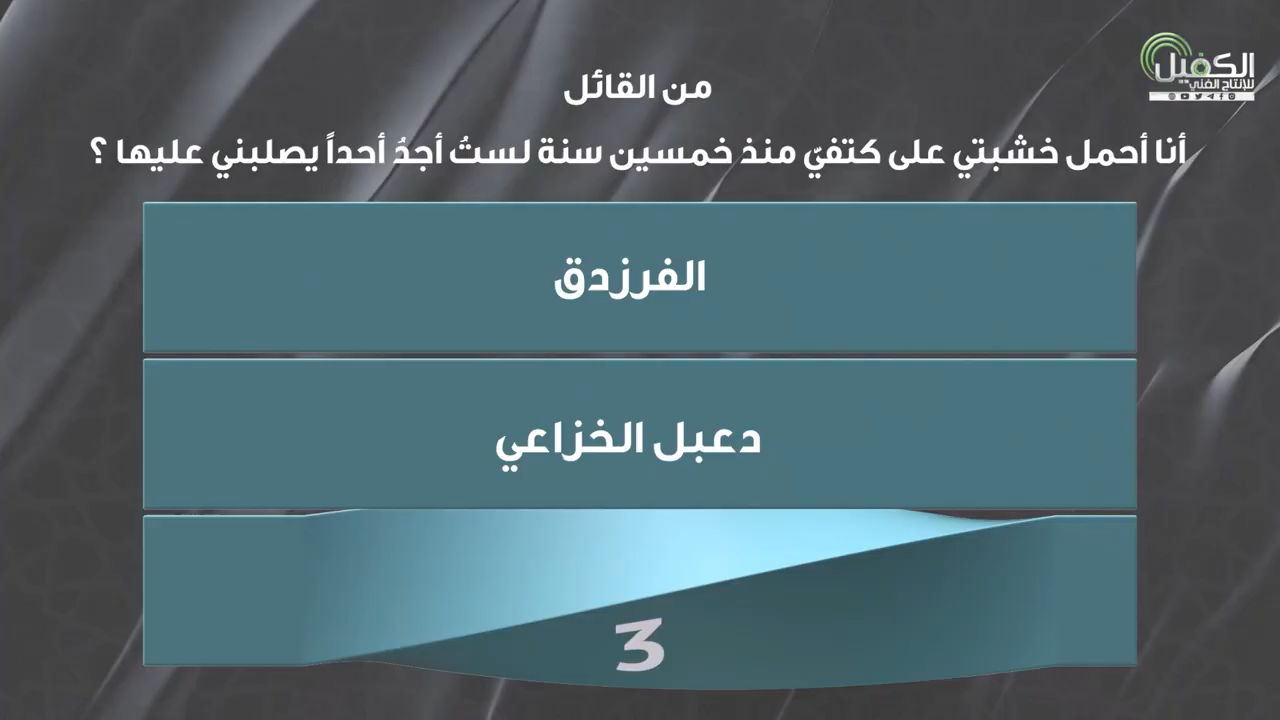 الكفيل
للإنتاج الفني
من القائل
أنا أحمل خشبتي على كتفيّ منذ خمسين سنة لستُ أجدُ أحداً يصلبني عليها ؟
الفرزدق
دعبل الخزاعي
3